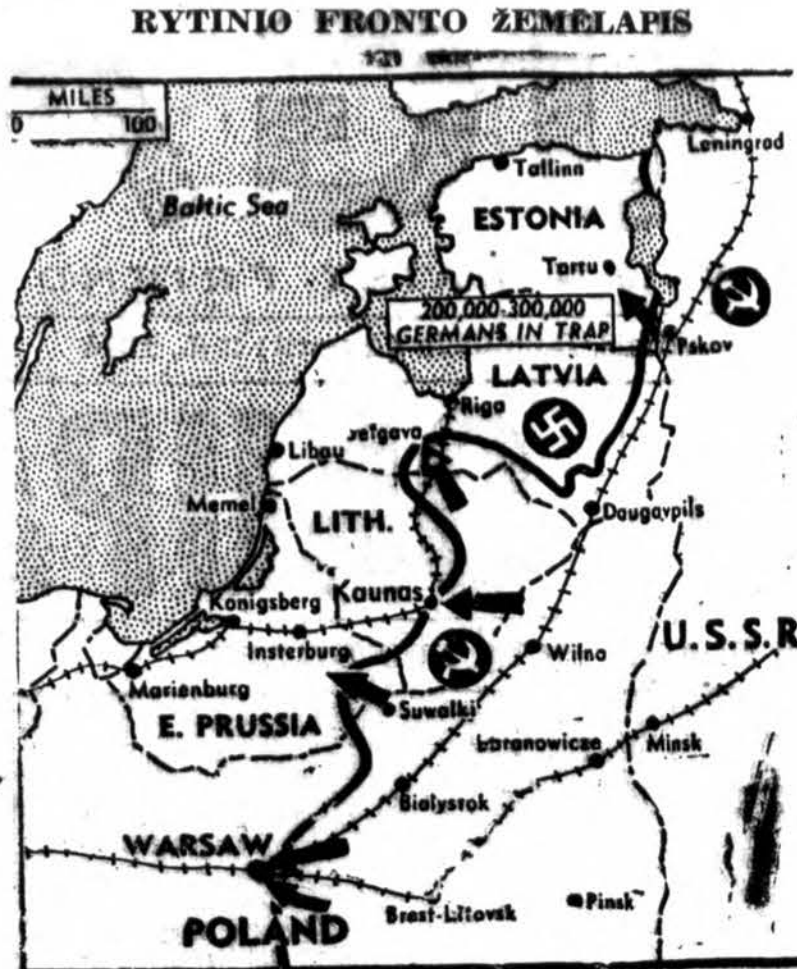 RYTINIO FRONTO ŽEMĖLAPIS
MILES
0 100
Leningrad
Tallinn
Baltic Sea
ESTONIA
Tartu
200,000-300,000
GERMANS IN TRAP
Pskov
LATVIA
Riga
Jelgava
Libau
Memel
LITH.
Daugavpils
Kaunas
Konigsberg
U.S.S.R
Insterburg
Wilno
Marienburg
E. PRUSSIA
Suwalki
Baranowicze
Minsk
Bialystok
WARSAW
Brest-Litovsk
Pinsk
POLAND